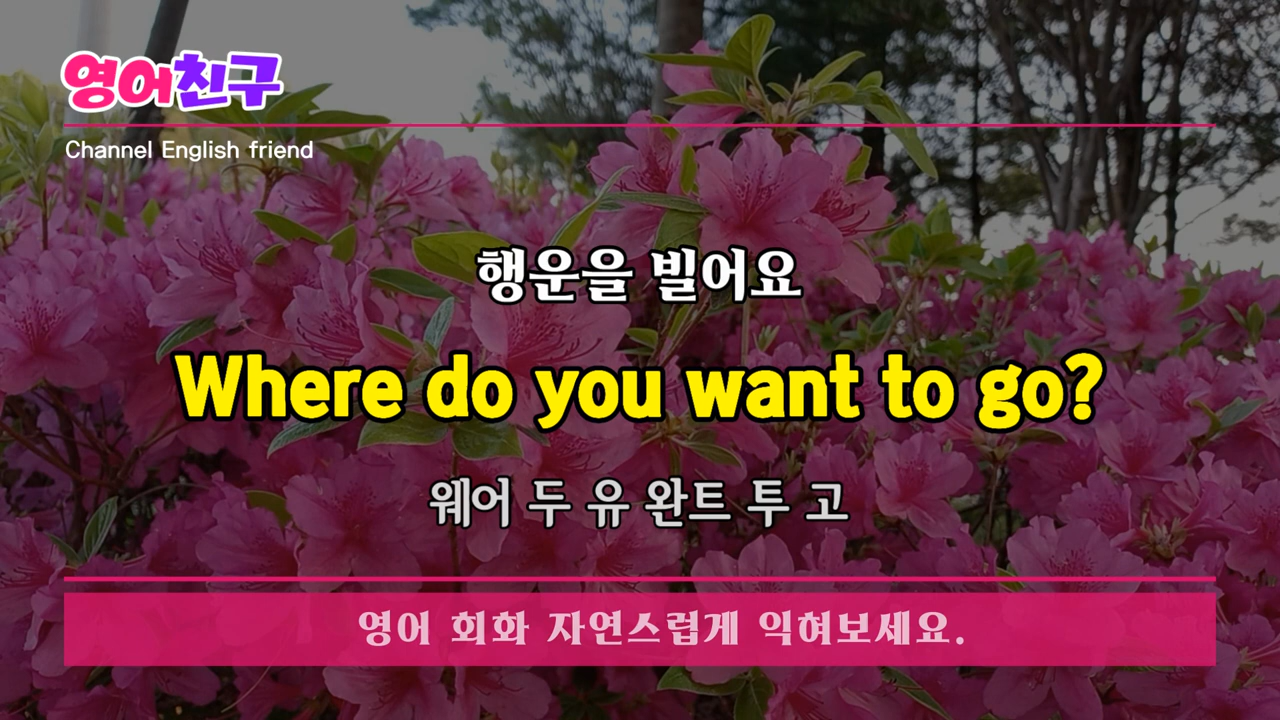 영어친구
Channel English friend
행운을 빌어요
Where do you want to go?
웨어 두 유 완트 투 고
영어 회화 자연스럽게 익혀보세요.